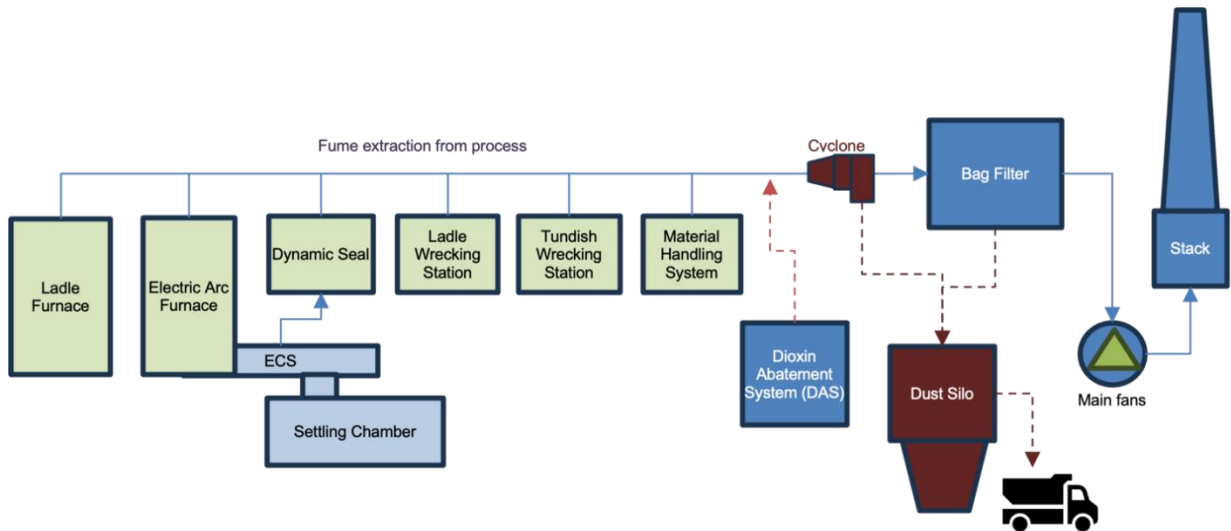 Fume extraction from process
Cyclone
Bag Filter
Stack
Ladle
Furnace
Electric Arc
Furnace
Dynamic Seal
Ladle
Wrecking
Station
Tundish
Wrecking
Station
Material
Handling
System
ECS
Settling Chamber
Dioxin
Abatement
System (DAS)
Dust Silo
Main fans